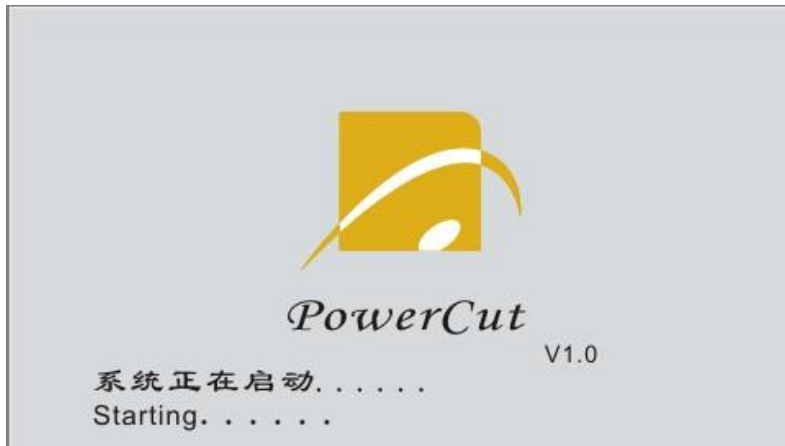 PowerCut
V1.0
系统正在启动. . . . . .
Starting. . . . . .